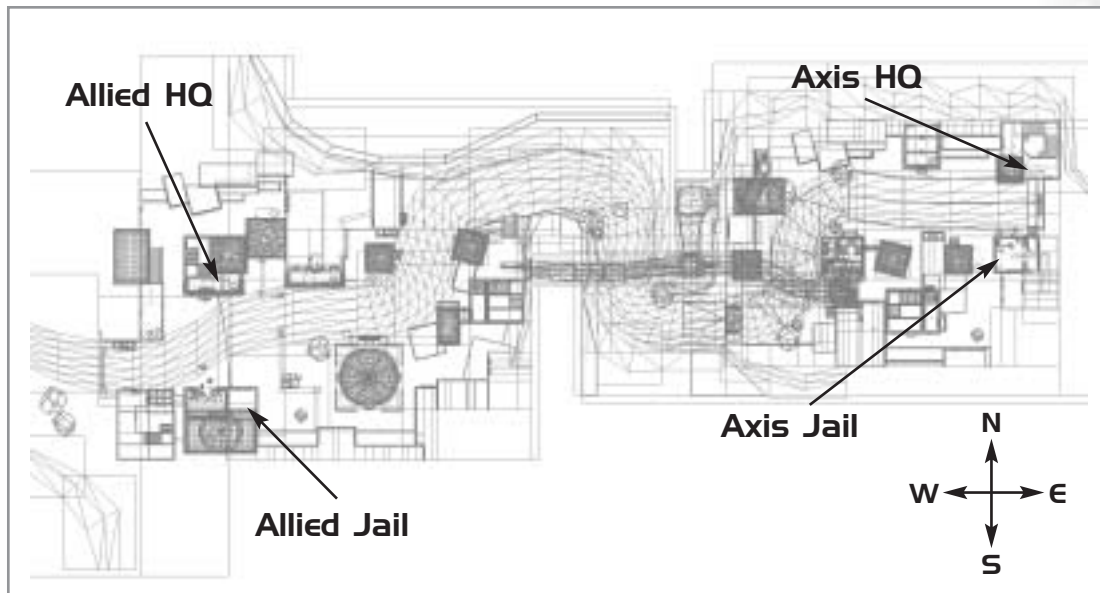 Axis HQ
Allied HQ
Axis Jail
Allied Jail
N
W E
S